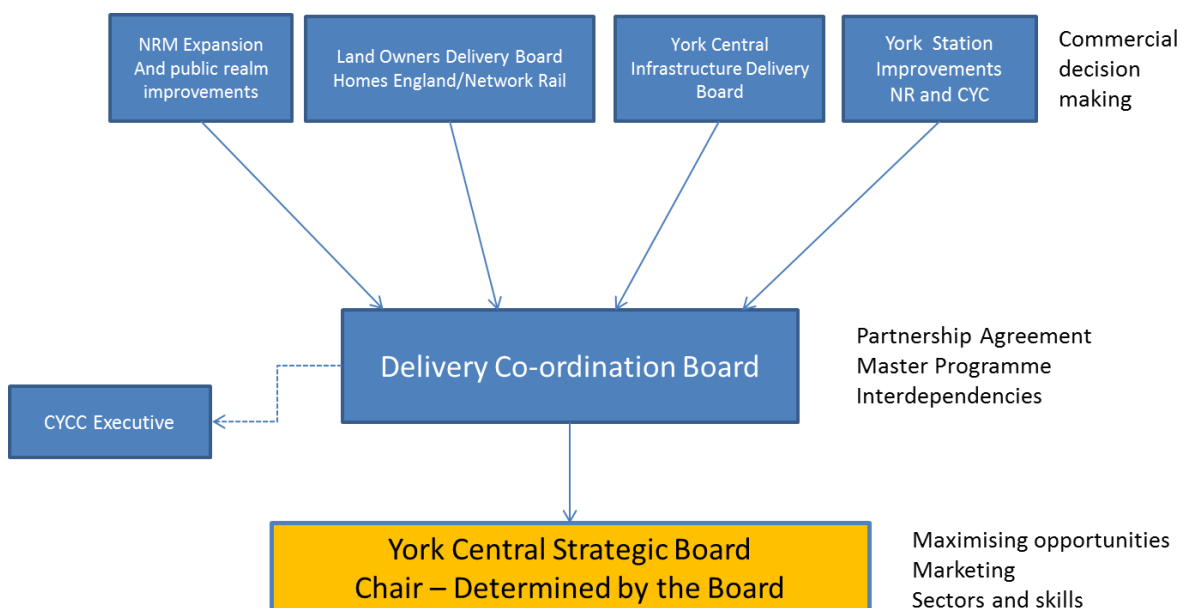 NRM Expansion
And public realm
improvements
Land Owners Delivery Board
Homes England/Network Rail
York Central
Infrastructure Delivery
Board
York Station
Improvements
NR and CYC
Commercial
decision
making
Delivery Co-ordination Board
Partnership Agreement
Master Programme
Interdependencies
CYCC Executive
York Central Strategic Board
Chair – Determined by the Board
Maximising opportunities
Marketing
Sectors and skills